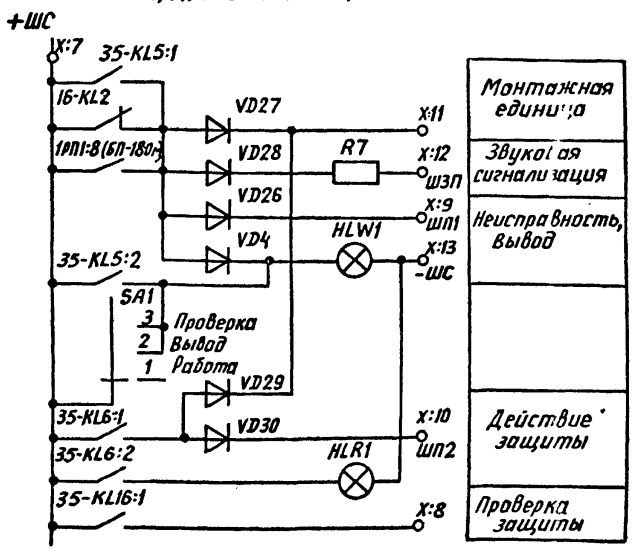 +ШС
X:7
35-KL5:1
16-KL2
1РП1:8(БП-180м)
VD27
X:11
VD28
R7
X:12
ШЗП
VD26
X:9
ШП1
VD4
HLW1
X:13
-ШС
35-KL5:2
SA1
3 Проверка
2 Вывод
1 Работа
VD29
35-KL6:1
VD30
X:10
ШП2
35-KL6:2
HLR1
35-KL16:1
X:8
Монтажная
единица
Звуковая
сигнализация
Неисправность,
Вывод
Действие
защиты
Проверка
защиты